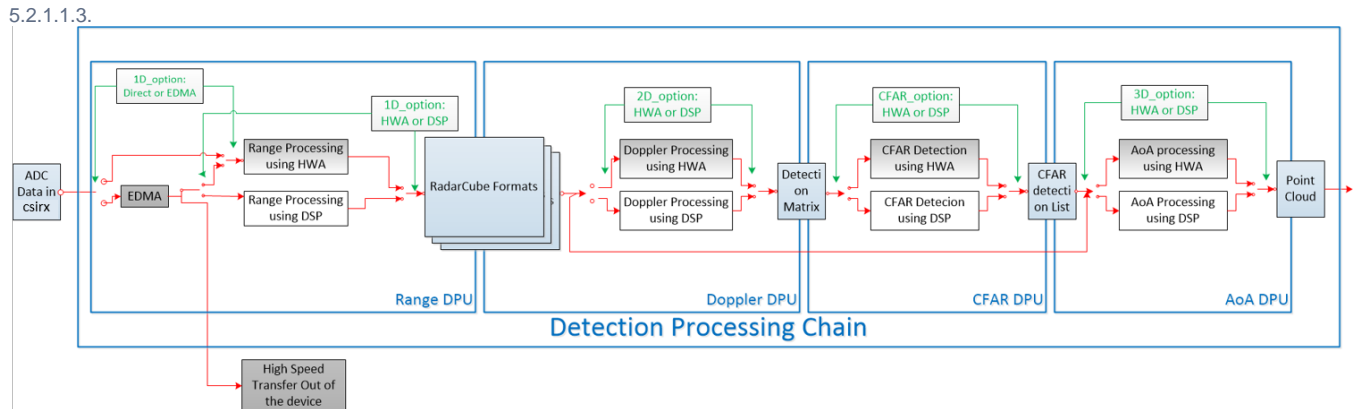 5.2.1.1.3.
1D_option:
Direct or EDMA
1D_option:
HWA or DSP
2D_option:
HWA or DSP
CFAR_option:
HWA or DSP
3D_option:
HWA or DSP
ADC
Data in
csirx
EDMA
Range Processing
using HWA
Range Processing
using DSP
RadarCube Formats
s
Doppler Processing
using HWA
Doppler Processing
using DSP
Detecti
on
Matrix
CFAR Detection
using HWA
CFAR Detecion
using DSP
CFAR
detecti
on List
AoA processing
using HWA
AoA Processing
using DSP
Point
Cloud
Range DPU
Doppler DPU
CFAR DPU
AoA DPU
Detection Processing Chain
High Speed
Transfer Out of
the device